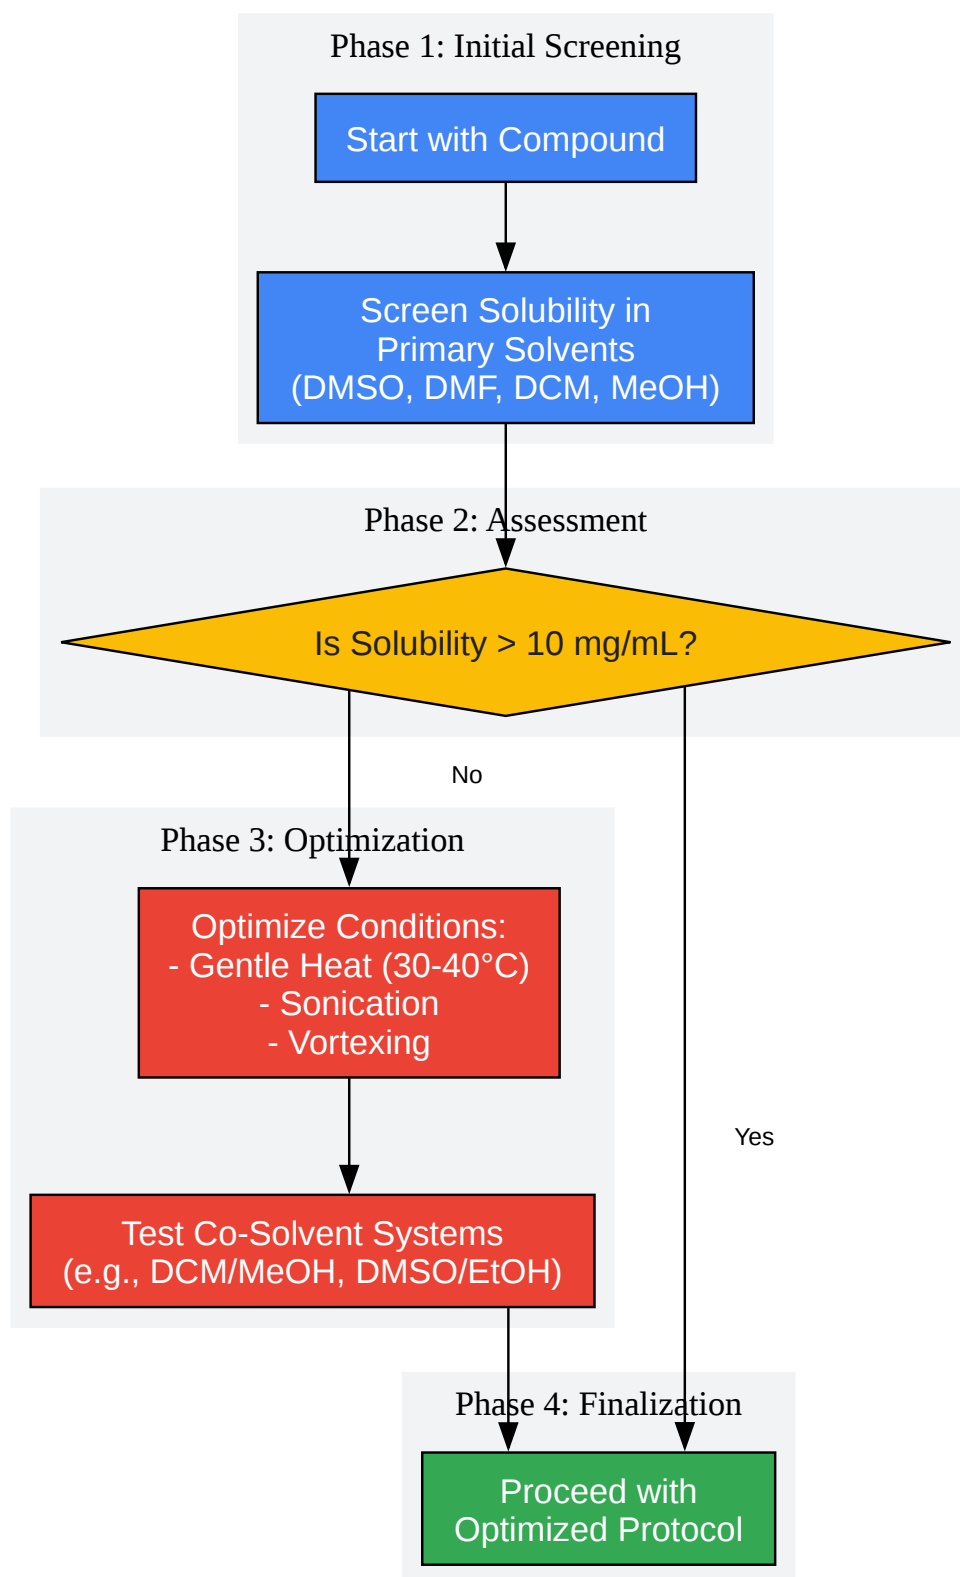 Phase 1: Initial Screening
Start with Compound
Screen Solubility in
Primary Solvents
(DMSO, DMF, DCM, MeOH)
Phase 2: Assessment
Is Solubility > 10 mg/mL?
No
Phase 3: Optimization
Optimize Conditions:
- Gentle Heat (30-40°C)
- Sonication
- Vortexing
Yes
Test Co-Solvent Systems
(e.g., DCM/MeOH, DMSO/EtOH)
Phase 4: Finalization
Proceed with
Optimized Protocol